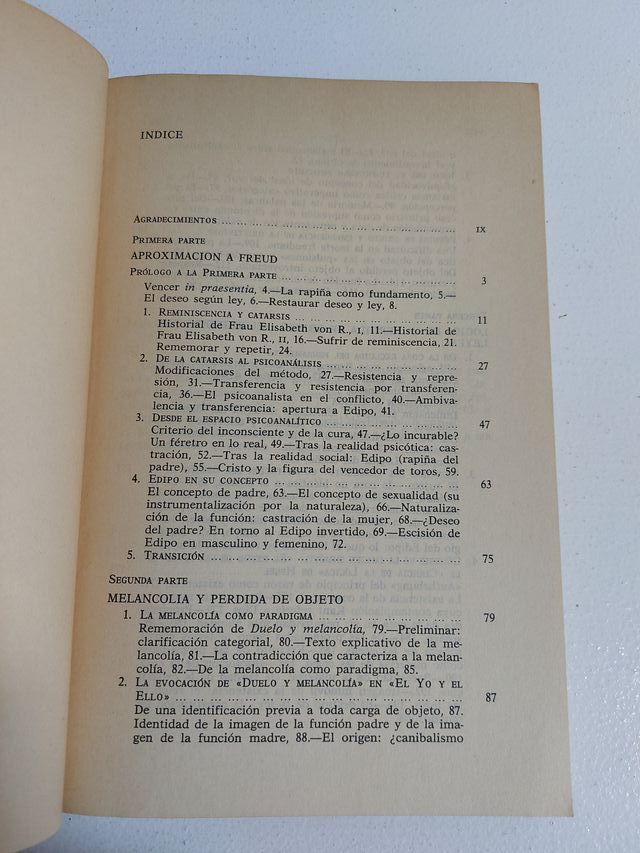 INDICE
AGRADECIMIENTOS ... IX
PRIMERA PARTE
APROXIMACION A FREUD
PRÓLOGO A LA PRIMERA PARTE ... 3
Vencer in praesentia, 4.—La rapiña como fundamento, 5.—
El deseo según ley, 6.—Restaurar deseo y ley, 8.
1. REMINISCENCIA Y CATARSIS ... 11
Historial de Frau Elisabeth von R., I, 11.—Historial de
Frau Elisabeth von R., II, 16.—Sufrir de reminiscencia, 21.
Rememorar y repetir, 24.
2. DE LA CATARSIS AL PSICOANÁLISIS ... 27
Modificaciones del método, 27.—Resistencia y repre-
sión, 31.—Transferencia y resistencia por transferen-
cia, 36.—El psicoanalista en el conflicto, 40.—Ambiva-
lencia y transferencia: apertura a Edipo, 41.
3. DESDE EL ESPACIO PSICOANALÍTICO ... 47
Criterio del inconsciente y de la cura, 47.—¿Lo incurable?
Un féretro en lo real, 49.—Tras la realidad psicótica: cas-
tración, 52.—Tras la realidad social: Edipo (rapiña del
padre), 55.—Cristo y la figura del vencedor de toros, 59.
4. EDIPO EN SU CONCEPTO ... 63
El concepto de padre, 63.—El concepto de sexualidad (su
instrumentalización por la naturaleza), 66.—Naturaliza-
ción de la función: castración de la mujer, 68.—¿Deseo
del padre? En torno al Edipo invertido, 69.—Escisión de
Edipo en masculino y femenino, 72.
5. TRANSICIÓN ... 75
SEGUNDA PARTE
MELANCOLIA Y PERDIDA DE OBJETO
1. LA MELANCOLÍA COMO PARADIGMA ... 79
Rememoración de Duelo y melancolía, 79.—Preliminar:
clarificación categorial, 80.—Texto explicativo de la me-
lancolía, 81.—La contradicción que caracteriza a la melan-
colía, 82.—De la melancolía como paradigma, 85.
2. LA EVOCACIÓN DE «DUELO Y MELANCOLÍA» EN «EL YO Y EL
ELLO» ... 87
De una identificación previa a toda carga de objeto, 87.
Identidad de la imagen de la función padre y de la ima-
gen de la función madre, 88.—El origen: ¿canibalismo